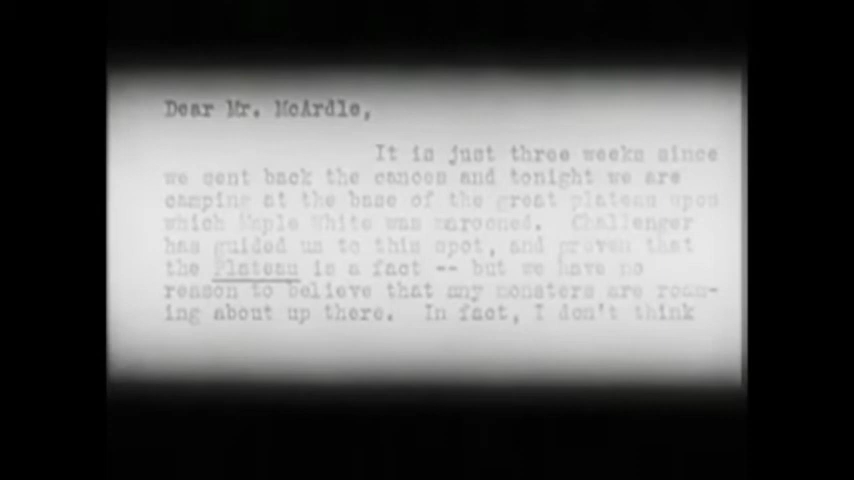 Dear Mr. McArdle,
It is just three weeks since
we sent back the canoes and tonight we are
camping at the base of the great plateau upon
which Maple White was marooned. Challenger
has guided us to this spot, and proven that
the Plateau is a fact -- but we have no
reason to believe that any monsters are roam-
ing about up there. In fact, I don't think